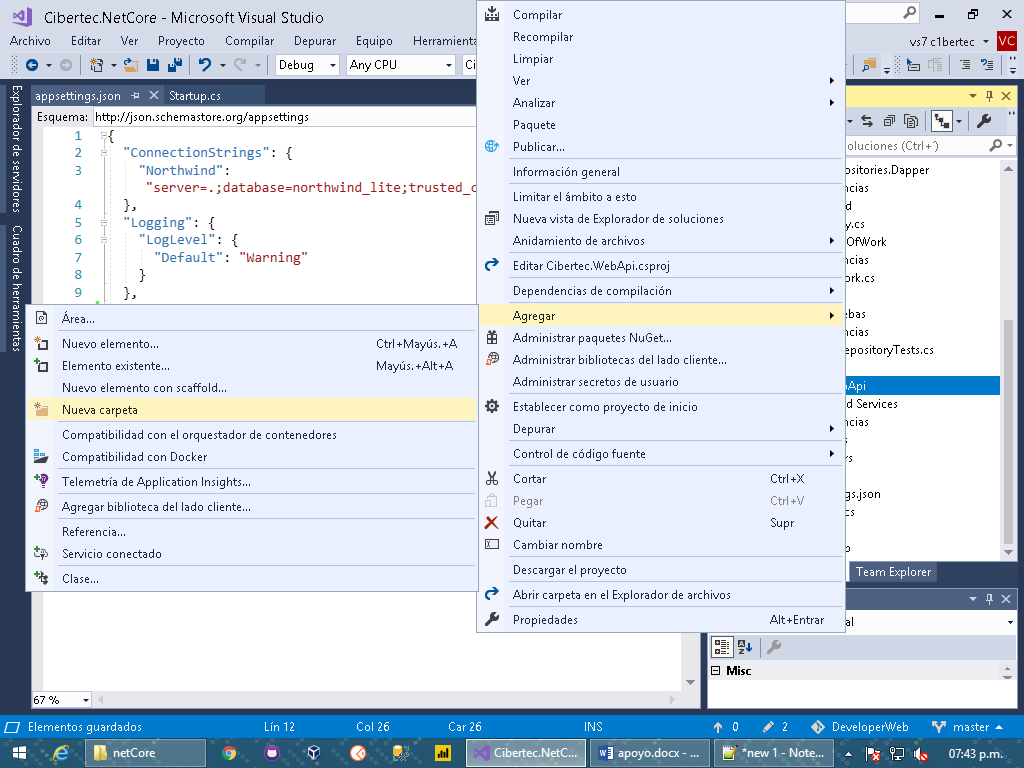 Cibertec.NetCore - Microsoft Visual Studio
Archivo Editar Ver Proyecto Compilar Depurar Equipo Herramienta
vs7 c1bertec VC
Debug Any CPU Ci
Explorador de servidores
Cuadro de herramientas
appsettings.json Startup.cs
Esquema: http://json.schemastore.org/appsettings
1 {
2 "ConnectionStrings": {
3 "Northwind":
"server=.;database=northwind_lite;trusted_c
4 },
5 "Logging": {
6 "LogLevel": {
7 "Default": "Warning"
8 }
9 },
Área...
Nuevo elemento... Ctrl+Mayús.+A
Elemento existente... Mayús.+Alt+A
Nuevo elemento con scaffold...
Nueva carpeta
Compatibilidad con el orquestador de contenedores
Compatibilidad con Docker
Telemetría de Application Insights...
Agregar biblioteca del lado cliente...
Referencia...
Servicio conectado
Clase...
Compilar
Recompilar
Limpiar
Ver
Analizar
Paquete
Publicar...
Información general
Limitar el ámbito a esto
Nueva vista de Explorador de soluciones
Anidamiento de archivos
Editar Cibertec.WebApi.csproj
Dependencias de compilación
Agregar
Administrar paquetes NuGet...
Administrar bibliotecas del lado cliente...
Administrar secretos de usuario
Establecer como proyecto de inicio
Depurar
Control de código fuente
Cortar Ctrl+X
Pegar Ctrl+V
Quitar Supr
Cambiar nombre
Descargar el proyecto
Abrir carpeta en el Explorador de archivos
Propiedades Alt+Entrar
oluciones (Ctrl+´)
positories.Dapper
ncias
d
y.cs
OfWork
ncias
k.cs
ebas
ncias
epositoryTests.cs
bApi
d Services
ncias
s
rs
gs.json
cs
o
Team Explorer
al
Misc
67 %
Elementos guardados Lín 12 Col 26 Car 26 INS 0 2 DeveloperWeb master
netCore Cibertec.NETC... apoyo.docx - ... *new 1 - Note... 07:43 p.m.